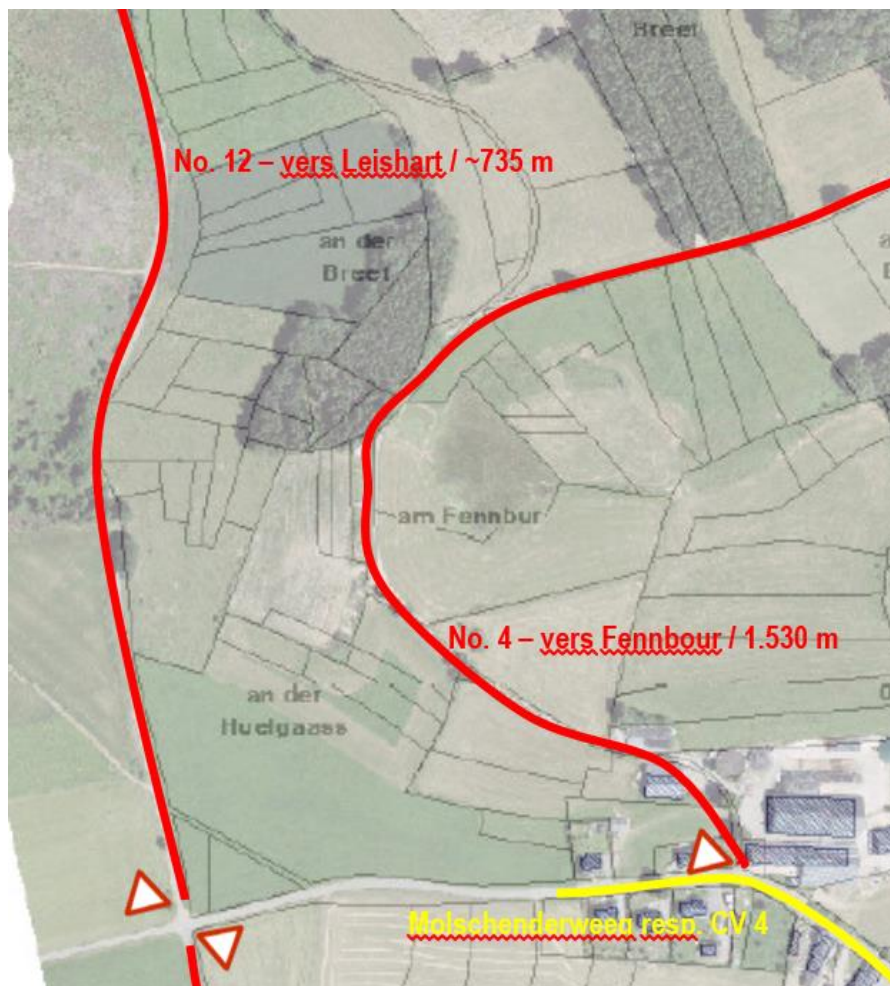 Breet
No. 12 – vers Leishart / ~735 m
an der
Breet
am Fennbur
No. 4 – vers Fennbour / 1.530 m
an der
Huelgaass
Molschenderweeg resp. CV 4